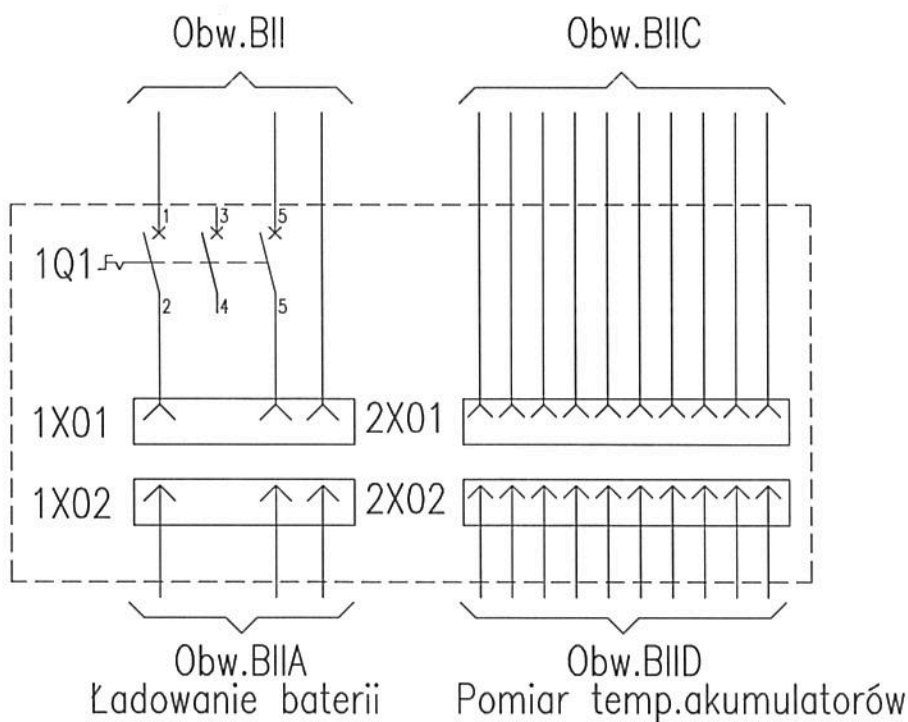 Obw.BII
Obw.BIIC
1 3 5
1Q1
2 4 5
1X01
2X01
1X02
2X02
Obw.BIIA
Obw.BIID
Ładowanie baterii
Pomiar temp.akumulatorów